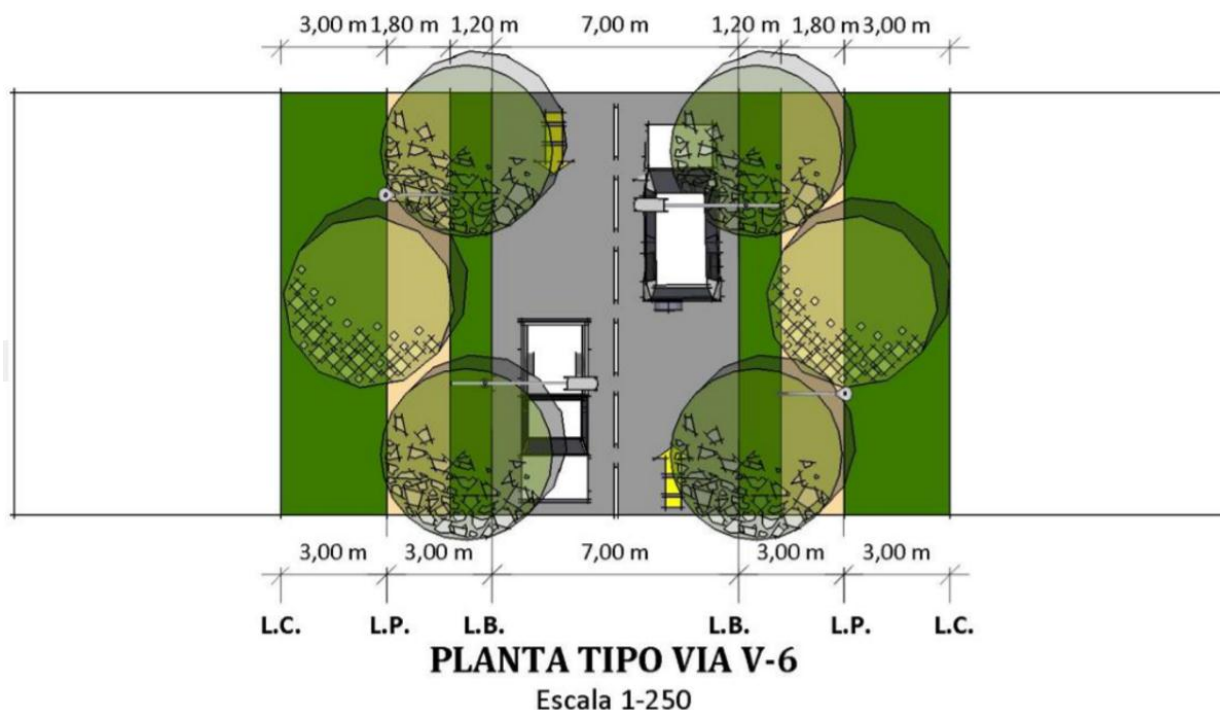 3,00 m 1,80 m 1,20 m 7,00 m 1,20 m 1,80 m 3,00 m
3,00 m 3,00 m 7,00 m 3,00 m 3,00 m
L.C. L.P. L.B. L.B. L.P. L.C.
PLANTA TIPO VIA V-6
Escala 1-250